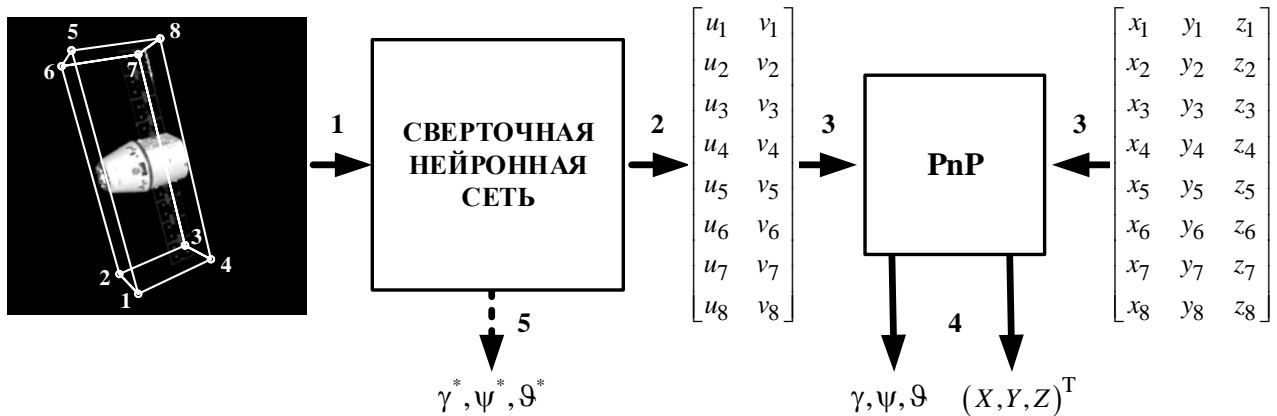 5
8
6
7
3
2
4
1
1
СВЕРТОЧНАЯ
НЕЙРОННАЯ
СЕТЬ
2
5
γ*, ψ*, ϑ*
u1 v1
u2 v2
u3 v3
u4 v4
u5 v5
u6 v6
u7 v7
u8 v8
3
PnP
3
4
γ, ψ, ϑ (X, Y, Z)T
x1 y1 z1
x2 y2 z2
x3 y3 z3
x4 y4 z4
x5 y5 z5
x6 y6 z6
x7 y7 z7
x8 y8 z8